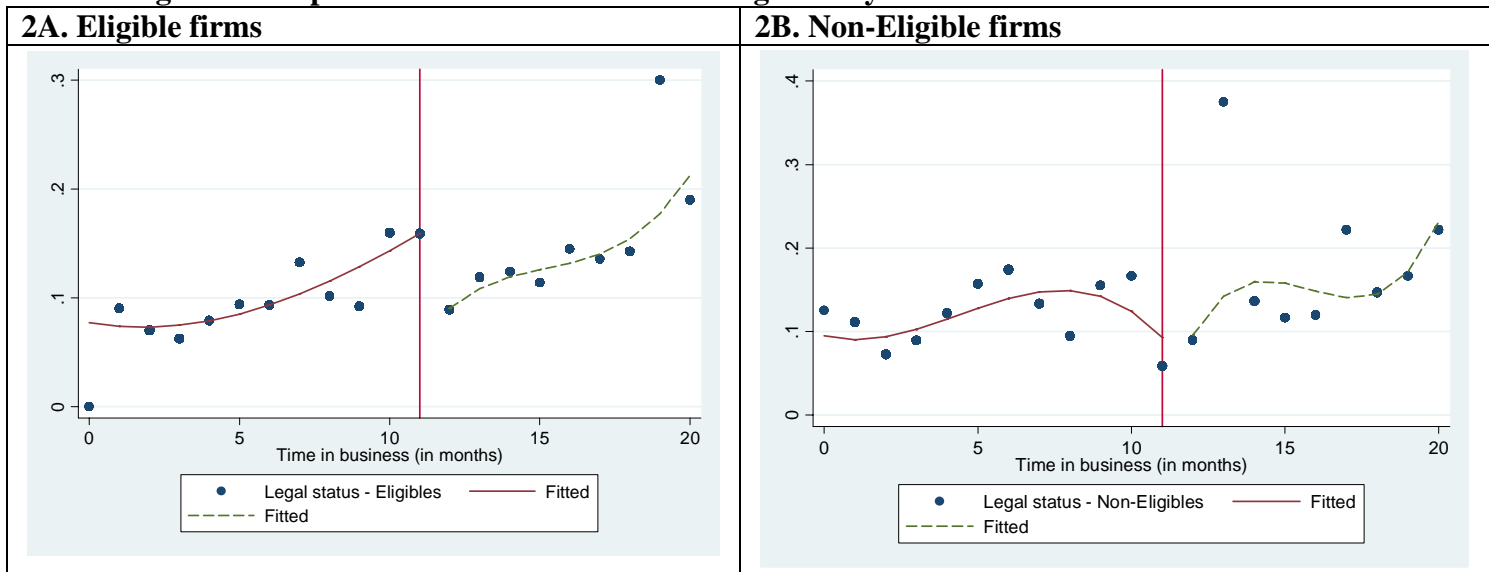 2A. Eligible firms
.3
.2
.1
0
0 5 10 15 20
Time in business (in months)
Legal status - Eligibles Fitted
Fitted
2B. Non-Eligible firms
.4
.3
.2
.1
0
0 5 10 15 20
Time in business (in months)
Legal status - Non-Eligibles Fitted
Fitted